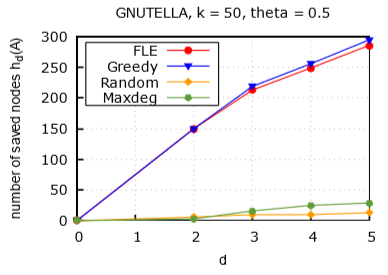 GNUTELLA, k = 50, theta = 0.5
number of saved nodes h_d(A)
300
250
200
150
100
50
0
FLE
Greedy
Random
Maxdeg
0 1 2 3 4 5
d